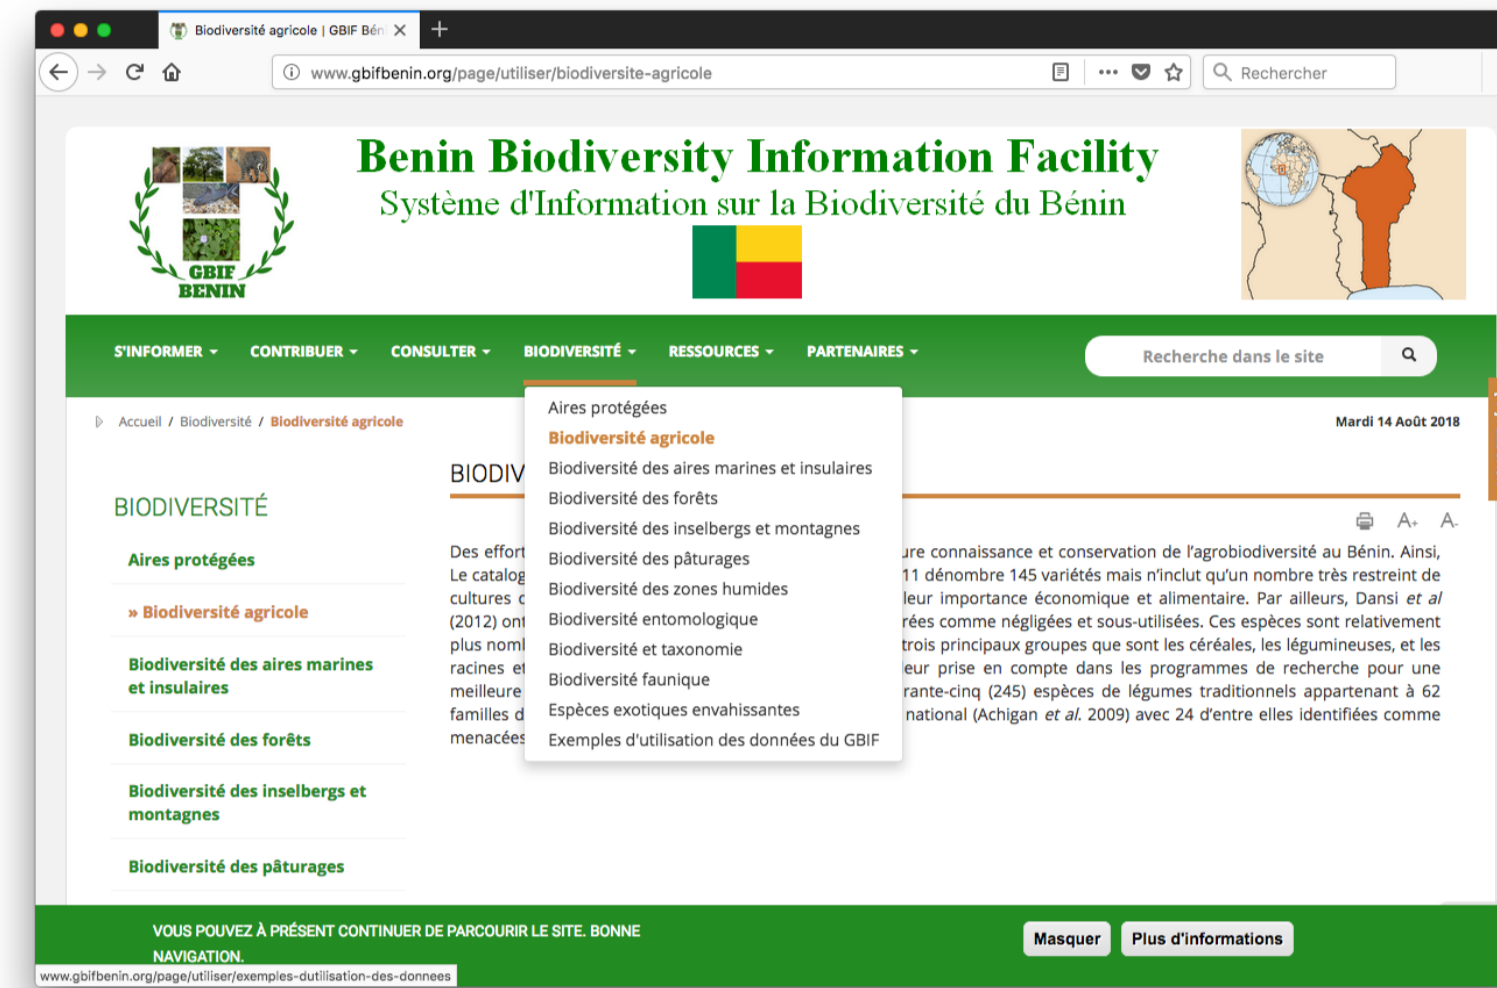 Biodiversité agricole | GBIF Bén
www.gbifbenin.org/page/utiliser/biodiversite-agricole
Rechercher
GBIF
BENIN
Benin Biodiversity Information Facility
Système d'Information sur la Biodiversité du Bénin
S'INFORMER
CONTRIBUER
CONSULTER
BIODIVERSITÉ
RESSOURCES
PARTENAIRES
Recherche dans le site
Accueil / Biodiversité / Biodiversité agricole
Mardi 14 Août 2018
Aires protégées
Biodiversité agricole
Biodiversité des aires marines et insulaires
Biodiversité des forêts
Biodiversité des inselbergs et montagnes
Biodiversité des pâturages
Biodiversité des zones humides
Biodiversité entomologique
Biodiversité et taxonomie
Biodiversité faunique
Espèces exotiques envahissantes
Exemples d'utilisation des données du GBIF
BIODIVERSITÉ
Aires protégées
» Biodiversité agricole
Biodiversité des aires marines
et insulaires
Biodiversité des forêts
Biodiversité des inselbergs et
montagnes
Biodiversité des pâturages
BIODIV
A+ A-
Des effort ure connaissance et conservation de l'agrobiodiversité au Bénin. Ainsi,
Le catalog 11 dénombre 145 variétés mais n'inclut qu'un nombre très restreint de
cultures leur importance économique et alimentaire. Par ailleurs, Dansi et al
(2012) ont rées comme négligées et sous-utilisées. Ces espèces sont relativement
plus nom trois principaux groupes que sont les céréales, les légumineuses, et les
racines et eur prise en compte dans les programmes de recherche pour une
meilleure rante-cinq (245) espèces de légumes traditionnels appartenant à 62
familles d national (Achigan et al. 2009) avec 24 d'entre elles identifiées comme
menacées
VOUS POUVEZ À PRÉSENT CONTINUER DE PARCOURIR LE SITE. BONNE
NAVIGATION.
Masquer
Plus d'informations
www.gbifbenin.org/page/utiliser/exemples-dutilisation-des-donnees